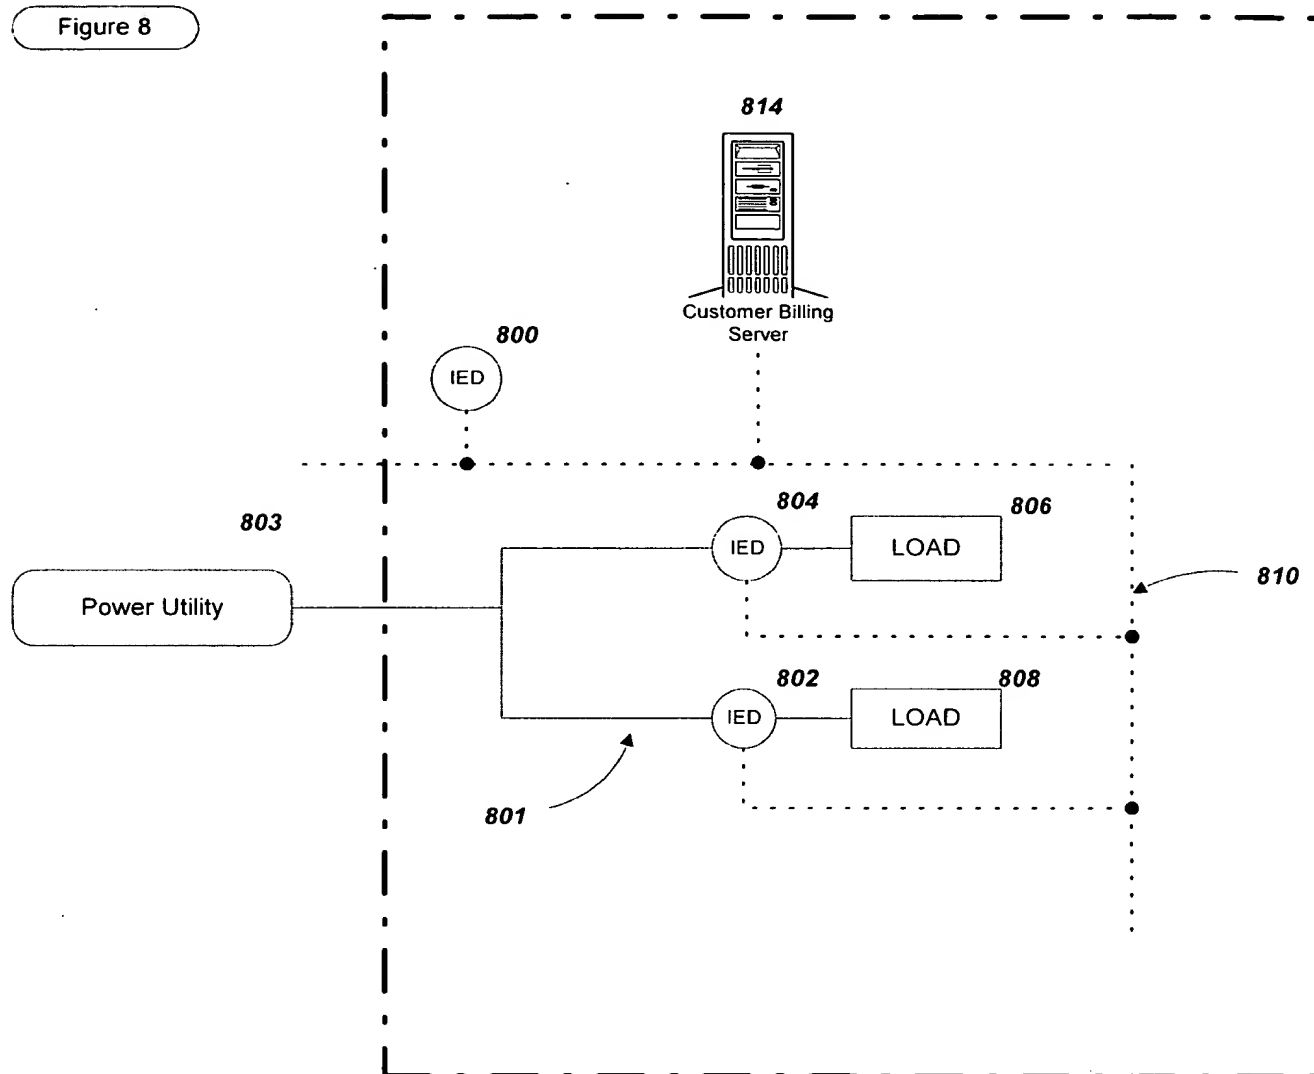 Figure 8
814
Customer Billing
Server
800
IED
803
804
806
IED
LOAD
Power Utility
810
802
808
IED
LOAD
801